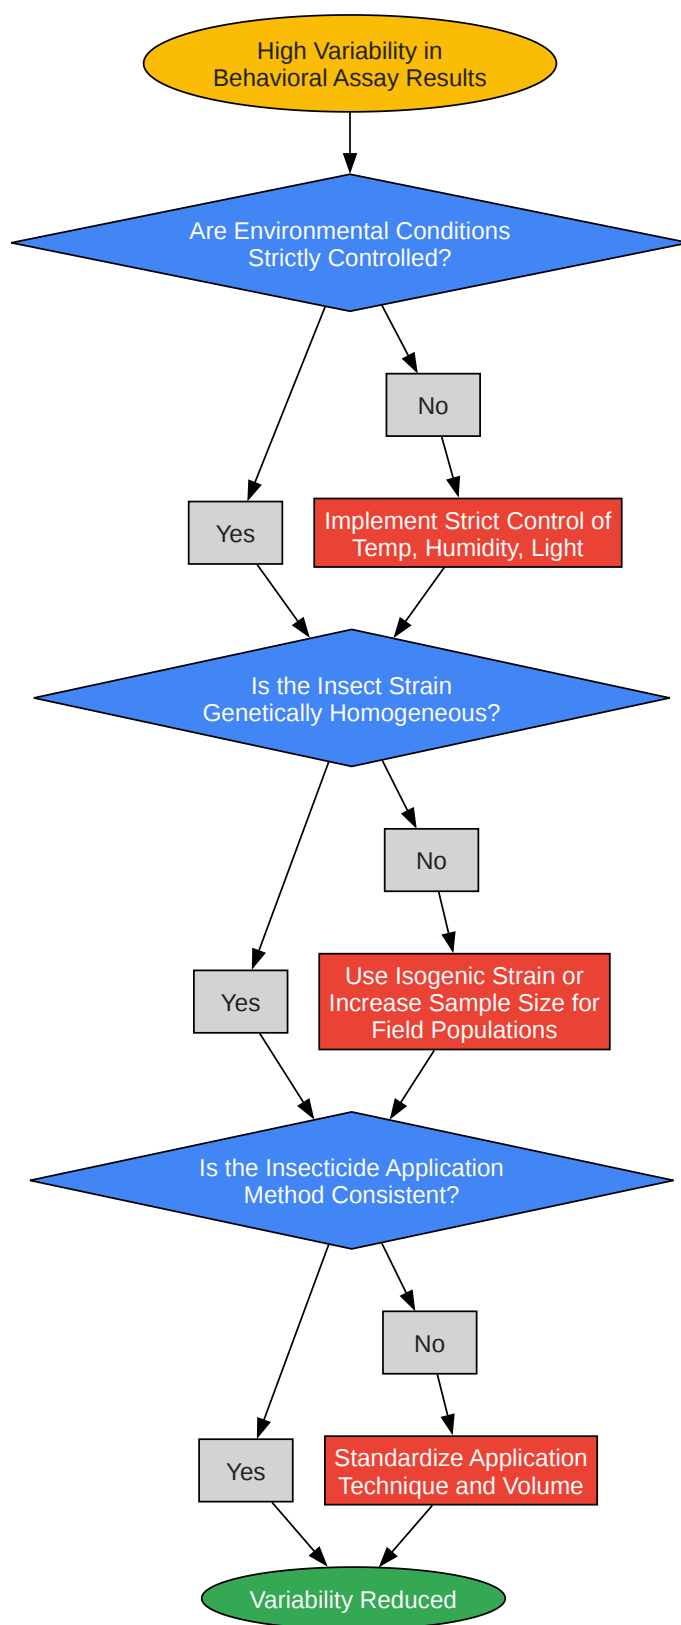 High Variability in
Behavioral Assay Results
Are Environmental Conditions
Strictly Controlled?
No
Yes
Implement Strict Control of
Temp, Humidity, Light
Is the Insect Strain
Genetically Homogeneous?
No
Yes
Use Isogenic Strain or
Increase Sample Size for
Field Populations
Is the Insecticide Application
Method Consistent?
No
Yes
Standardize Application
Technique and Volume
Variability Reduced